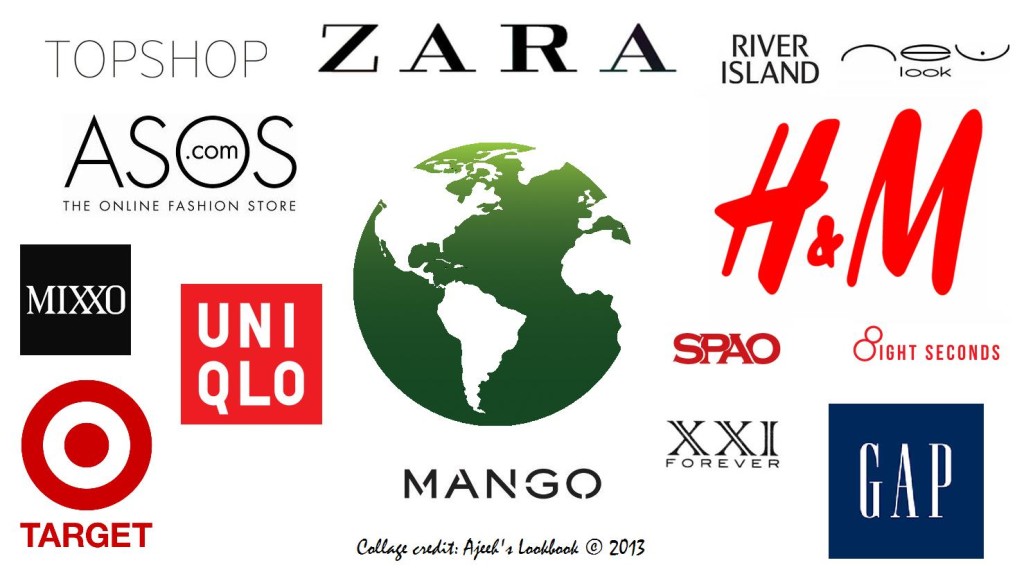 TOPSHOP
ZARA
RIVER
ISLAND
new
look
ASOS
.com
THE ONLINE FASHION STORE
H&M
MIXXO
UNI
QLO
SPAO
8IGHT SECONDS
TARGET
XXI
FOREVER
GAP
MANGO
Collage credit: Ajeeh's Lookbook @ 2013